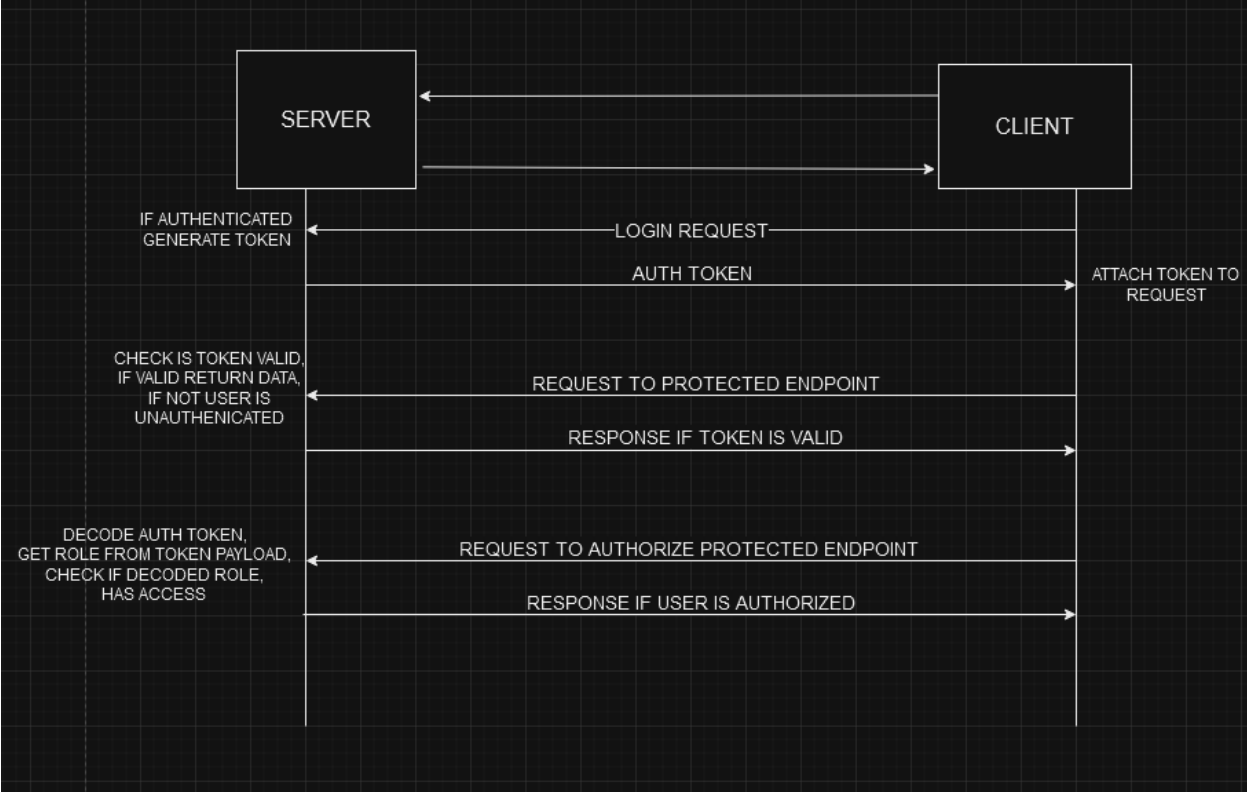 SERVER
CLIENT
IF AUTHENTICATED
GENERATE TOKEN
LOGIN REQUEST
AUTH TOKEN
ATTACH TOKEN TO
REQUEST
CHECK IS TOKEN VALID,
IF VALID RETURN DATA,
IF NOT USER IS
UNAUTHENICATED
REQUEST TO PROTECTED ENDPOINT
RESPONSE IF TOKEN IS VALID
DECODE AUTH TOKEN,
GET ROLE FROM TOKEN PAYLOAD,
CHECK IF DECODED ROLE,
HAS ACCESS
REQUEST TO AUTHORIZE PROTECTED ENDPOINT
RESPONSE IF USER IS AUTHORIZED